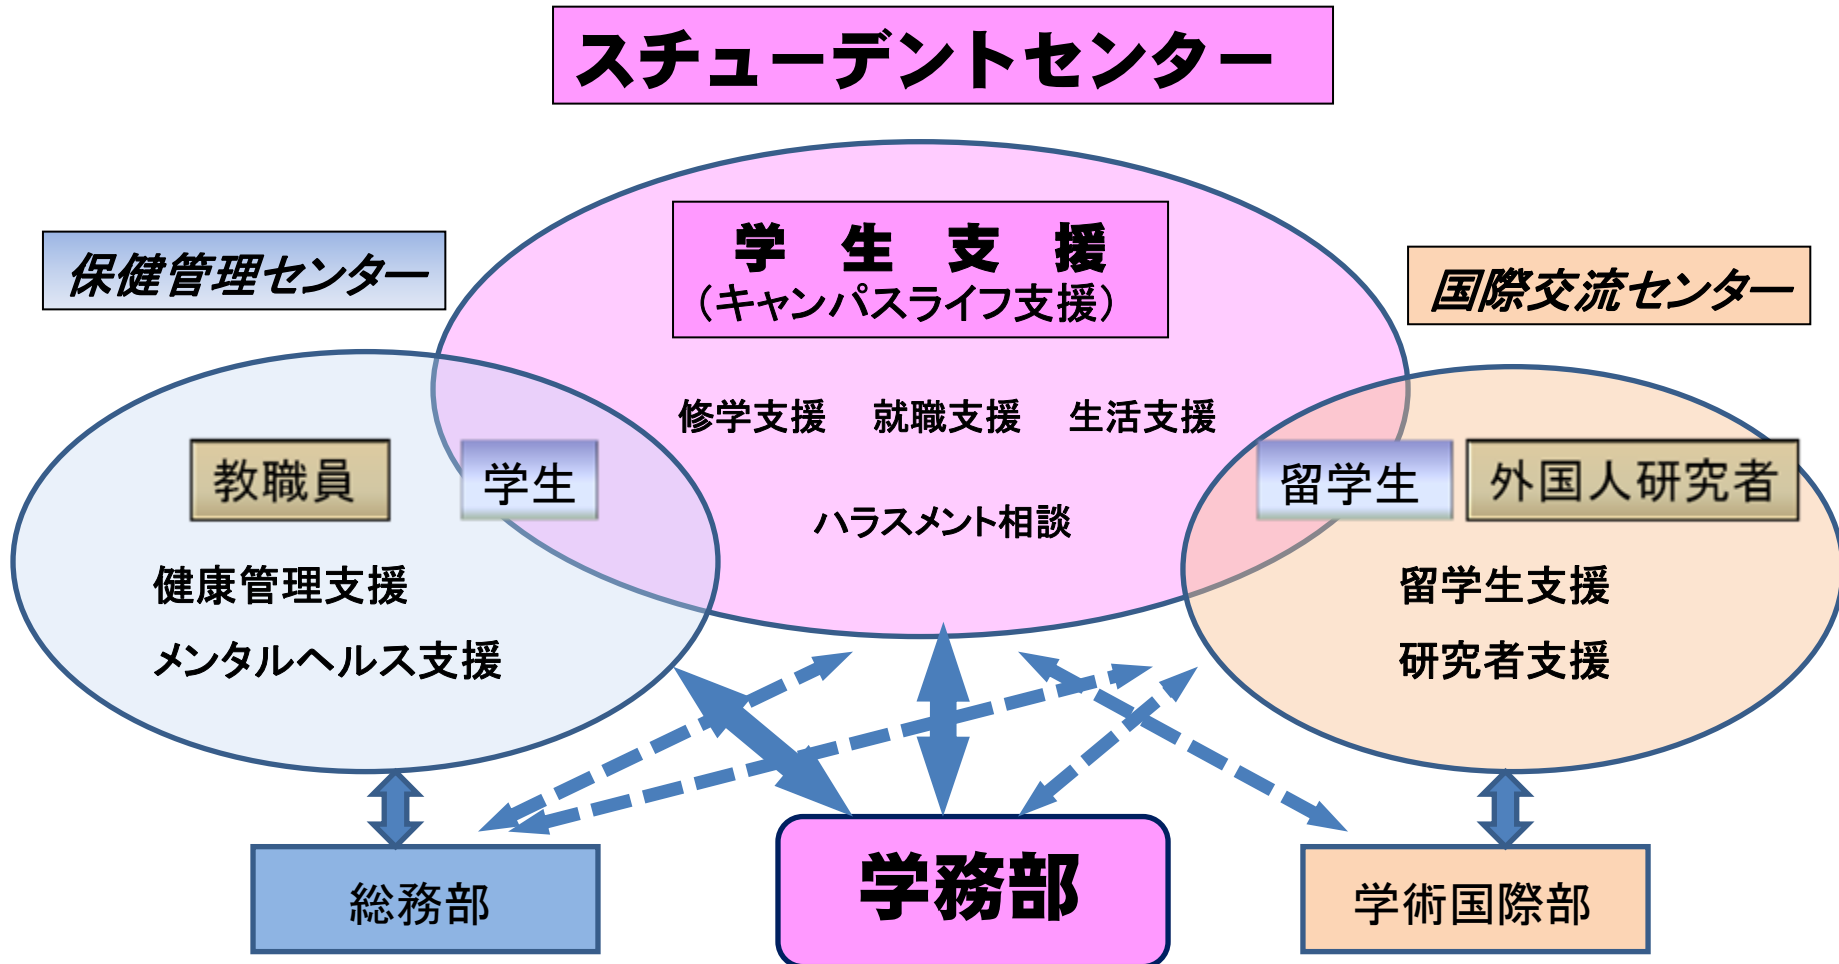 スチューデントセンター
学　生　支　援
（キャンパスライフ支援）
保健管理センター
国際交流センター
修学支援　就職支援　生活支援
教職員
学生
留学生
外国人研究者
ハラスメント相談
健康管理支援
メンタルヘルス支援
留学生支援
研究者支援
総務部
学務部
学術国際部